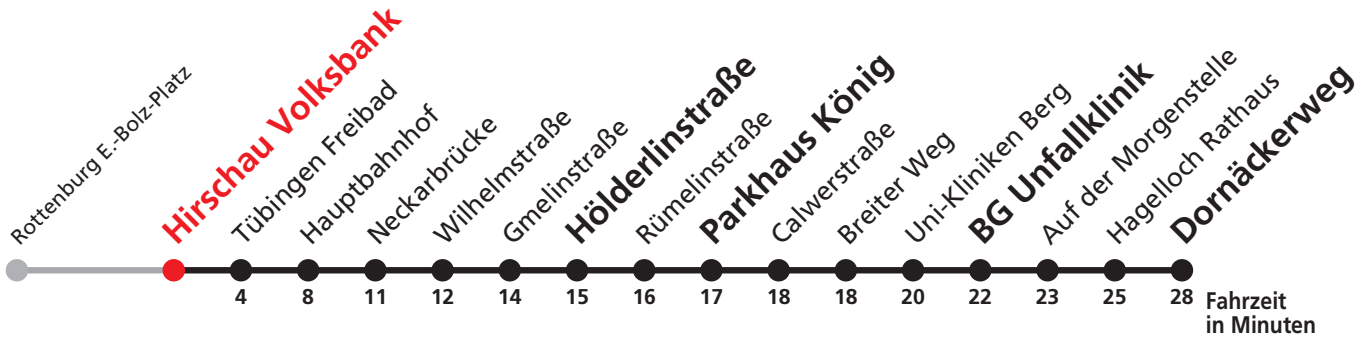 Rottenburg E.-Bolz-Platz
Hirschau Volksbank
Tübingen Freibad
Hauptbahnhof
Neckarbrücke
Wilhelmstraße
Gmelinstraße
Hölderlinstraße
Rümelinstraße
Parkhaus König
Calwerstraße
Breiter Weg
Uni-Kliniken Berg
BG Unfallklinik
Auf der Morgenstelle
Hagelloch Rathaus
Dornäckerweg
4 8 11 12 14 15 16 17 18 18 20 22 23 25 28
Fahrzeit
in Minuten